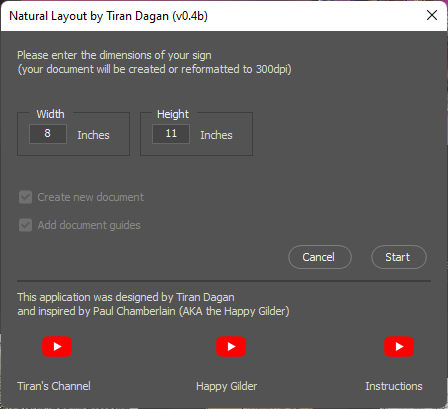 Natural Layout by Tiran Dagan (v0.4b)
Please enter the dimensions of your sign
(your document will be created or reformatted to 300dpi)
Width
Height
8 Inches
11 Inches
Create new document
Add document guides
Cancel
Start
This application was designed by Tiran Dagan
and inspired by Paul Chamberlain (AKA the Happy Gilder)
Tiran's Channel
Happy Gilder
Instructions